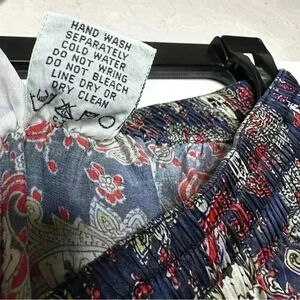 HAND WASH
SEPARATELY
COLD WATER
DO NOT WRING
DO NOT BLEACH
LINE DRY OR
DRY CLEAN